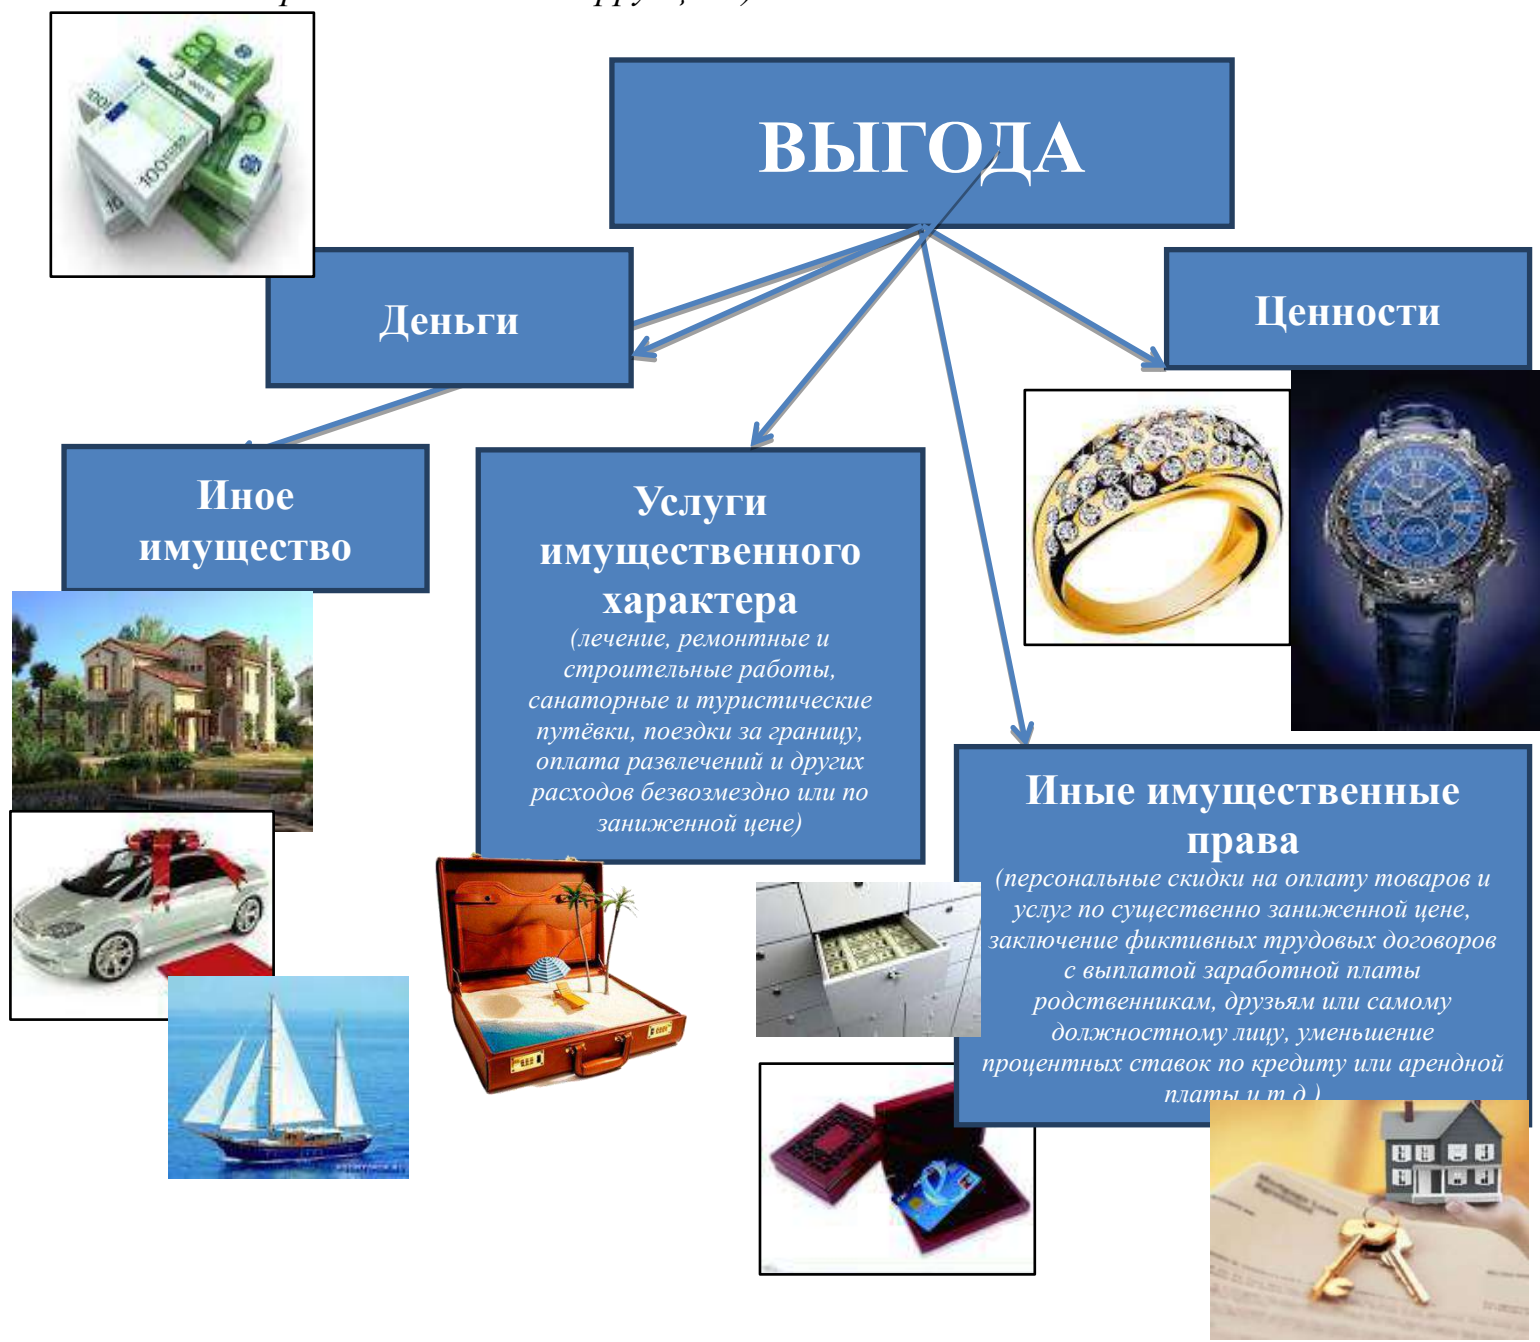 ВЫГОДА
Деньги
Ценности
Иное
имущество
Услуги
имущественного
характера
(лечение, ремонтные и
строительные работы,
санаторные и туристические
путёвки, поездки за границу,
оплата развлечений и других
расходов безвозмездно или по
заниженной цене)
Иные имущественные
права
(персональные скидки на оплату товаров и
услуг по существенно заниженной цене,
заключение фиктивных трудовых договоров
с выплатой заработной платы
родственникам, друзьям или самому
должностному лицу, уменьшение
процентных ставок по кредиту или арендной
платы и т.д.)
100
100